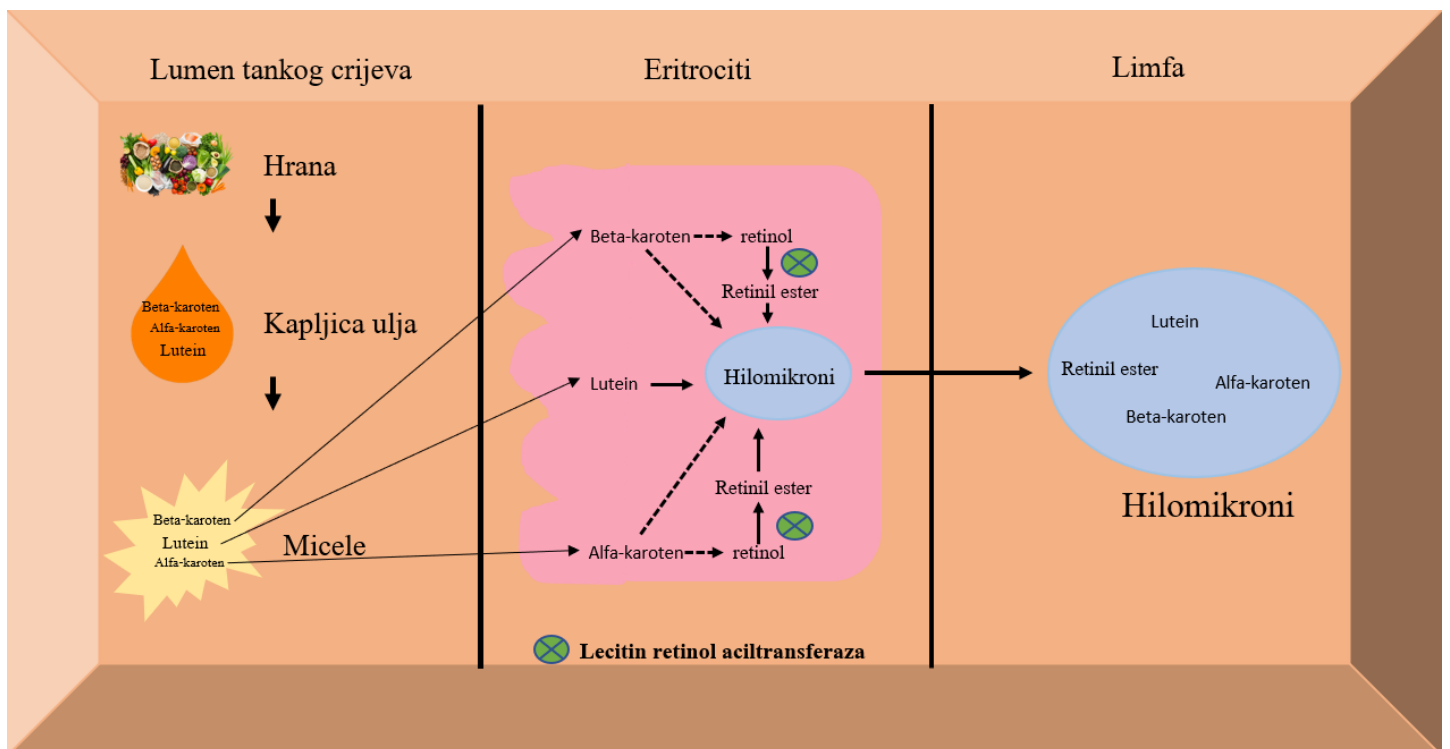 Lumen tankog crijeva
Hrana
Beta-karoten
Alfa-karoten
Lutein
Kapljica ulja
Beta-karoten
Lutein
Alfa-karoten
Micele
Eritrociti
Beta-karoten
retinol
Retinil ester
Lutein
Hilomikroni
Retinil ester
Alfa-karoten
retinol
Lecitin retinol aciltransferaza
Limfa
Lutein
Retinil ester
Alfa-karoten
Beta-karoten
Hilomikroni